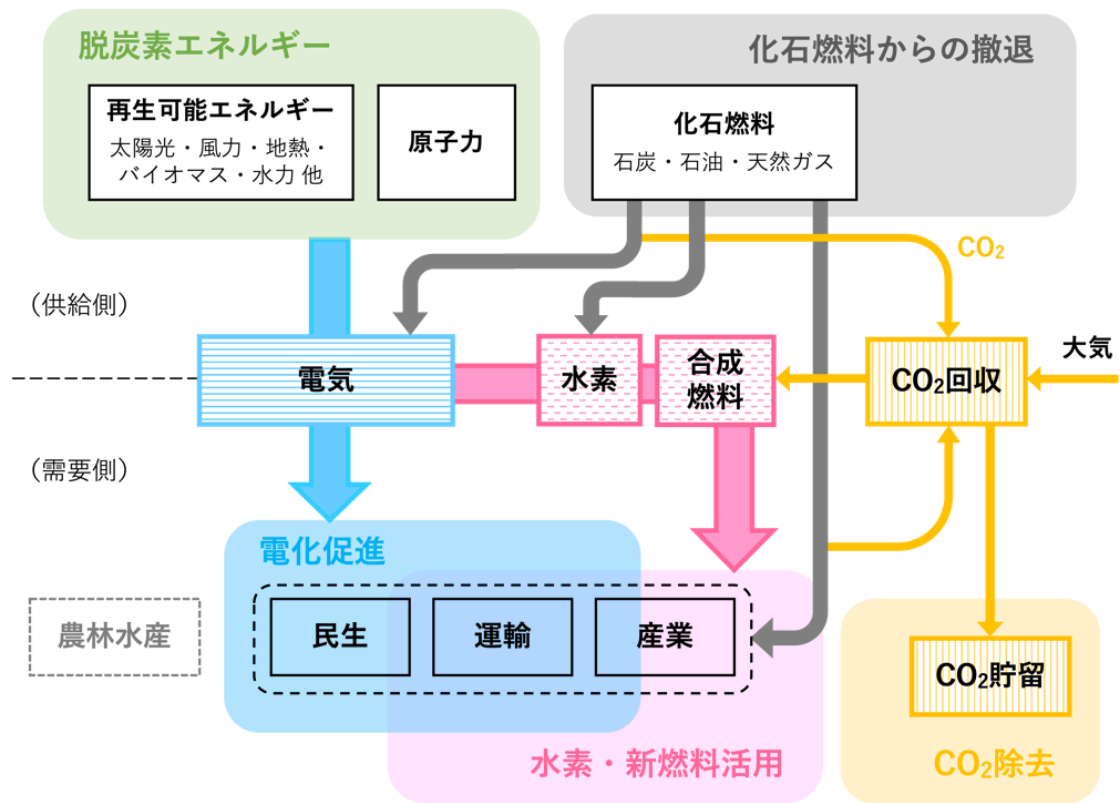 脱炭素エネルギー
再生可能エネルギー
太陽光・風力・地熱・
バイオマス・水力 他
原子力
化石燃料からの撤退
化石燃料
石炭・石油・天然ガス
CO₂
（供給側）
電気
水素
合成
燃料
CO₂回収
大気
（需要側）
電化促進
農林水産
民生
運輸
産業
CO₂貯留
水素・新燃料活用
CO₂除去